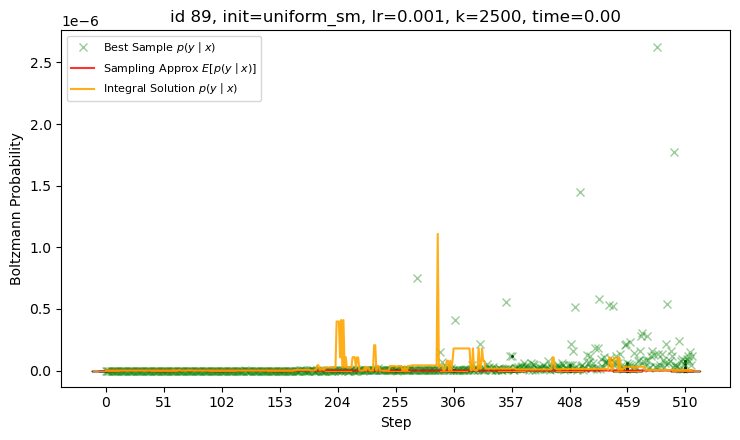 id 89, init=uniform_sm, lr=0.001, k=2500, time=0.00
1e−6
Best Sample p(y | x)
Sampling Approx E[p(y | x)]
Integral Solution p(y | x)
2.5
2.0
1.5
1.0
0.5
0.0
Boltzmann Probability
0 51 102 153 204 255 306 357 408 459 510
Step